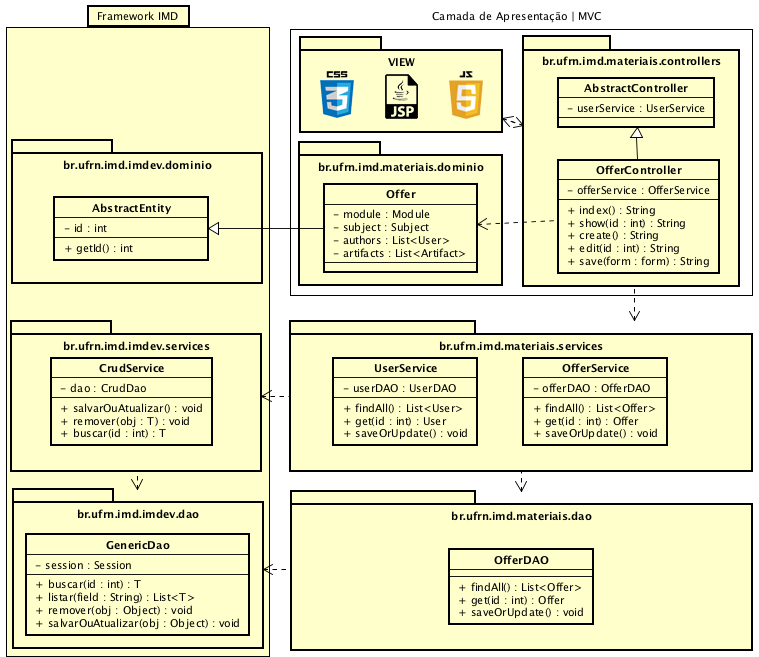 Framework IMD
Camada de Apresentação | MVC
VIEW
CSS
3
JSP
JS
5
br.ufrn.imd.materiais.controllers
AbstractController
– userService : UserService
OfferController
– offerService : OfferService
+ index() : String
+ show(id : int) : String
+ create() : String
+ edit(id : int) : String
+ save(form : form) : String
br.ufrn.imd.imdev.dominio
AbstractEntity
– id : int
+ getId() : int
br.ufrn.imd.materiais.dominio
Offer
– module : Module
– subject : Subject
– authors : List<User>
– artifacts : List<Artifact>
br.ufrn.imd.imdev.services
CrudService
– dao : CrudDao
+ salvarOuAtualizar() : void
+ remover(obj : T) : void
+ buscar(id : int) : T
br.ufrn.imd.materiais.services
UserService
– userDAO : UserDAO
+ findAll() : List<User>
+ get(id : int) : User
+ saveOrUpdate() : void
OfferService
– offerDAO : OfferDAO
+ findAll() : List<Offer>
+ get(id : int) : Offer
+ saveOrUpdate() : void
br.ufrn.imd.imdev.dao
GenericDao
– session : Session
+ buscar(id : int) : T
+ listar(field : String) : List<T>
+ remover(obj : Object) : void
+ salvarOuAtualizar(obj : Object) : void
br.ufrn.imd.materiais.dao
OfferDAO
+ findAll() : List<Offer>
+ get(id : int) : Offer
+ saveOrUpdate() : void